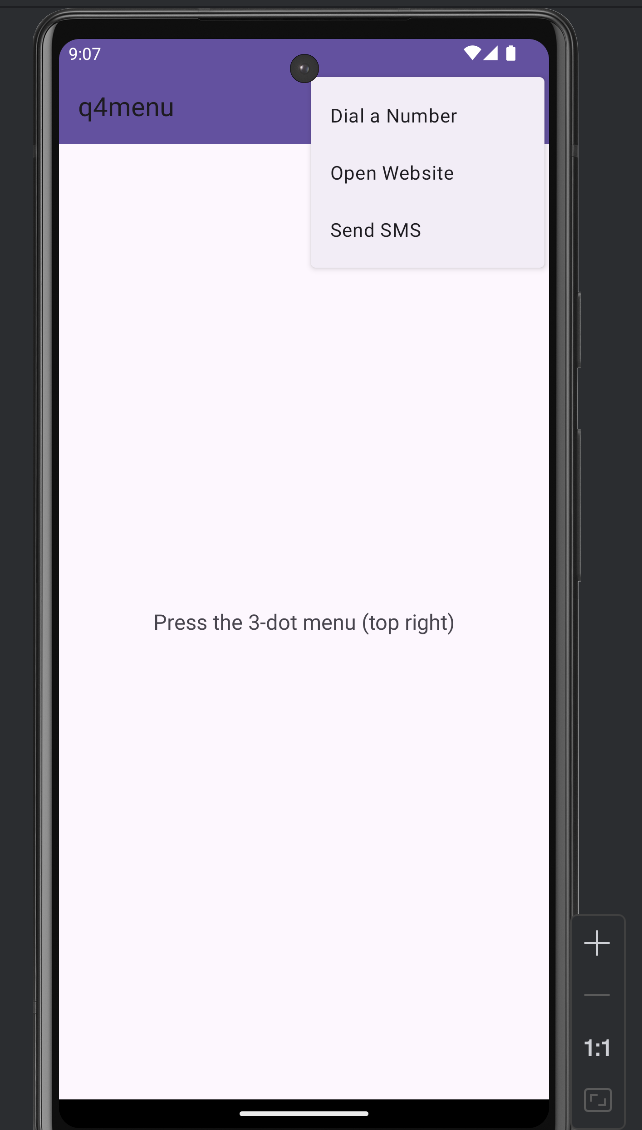 9:07
q4menu
Dial a Number
Open Website
Send SMS
Press the 3-dot menu (top right)
1:1